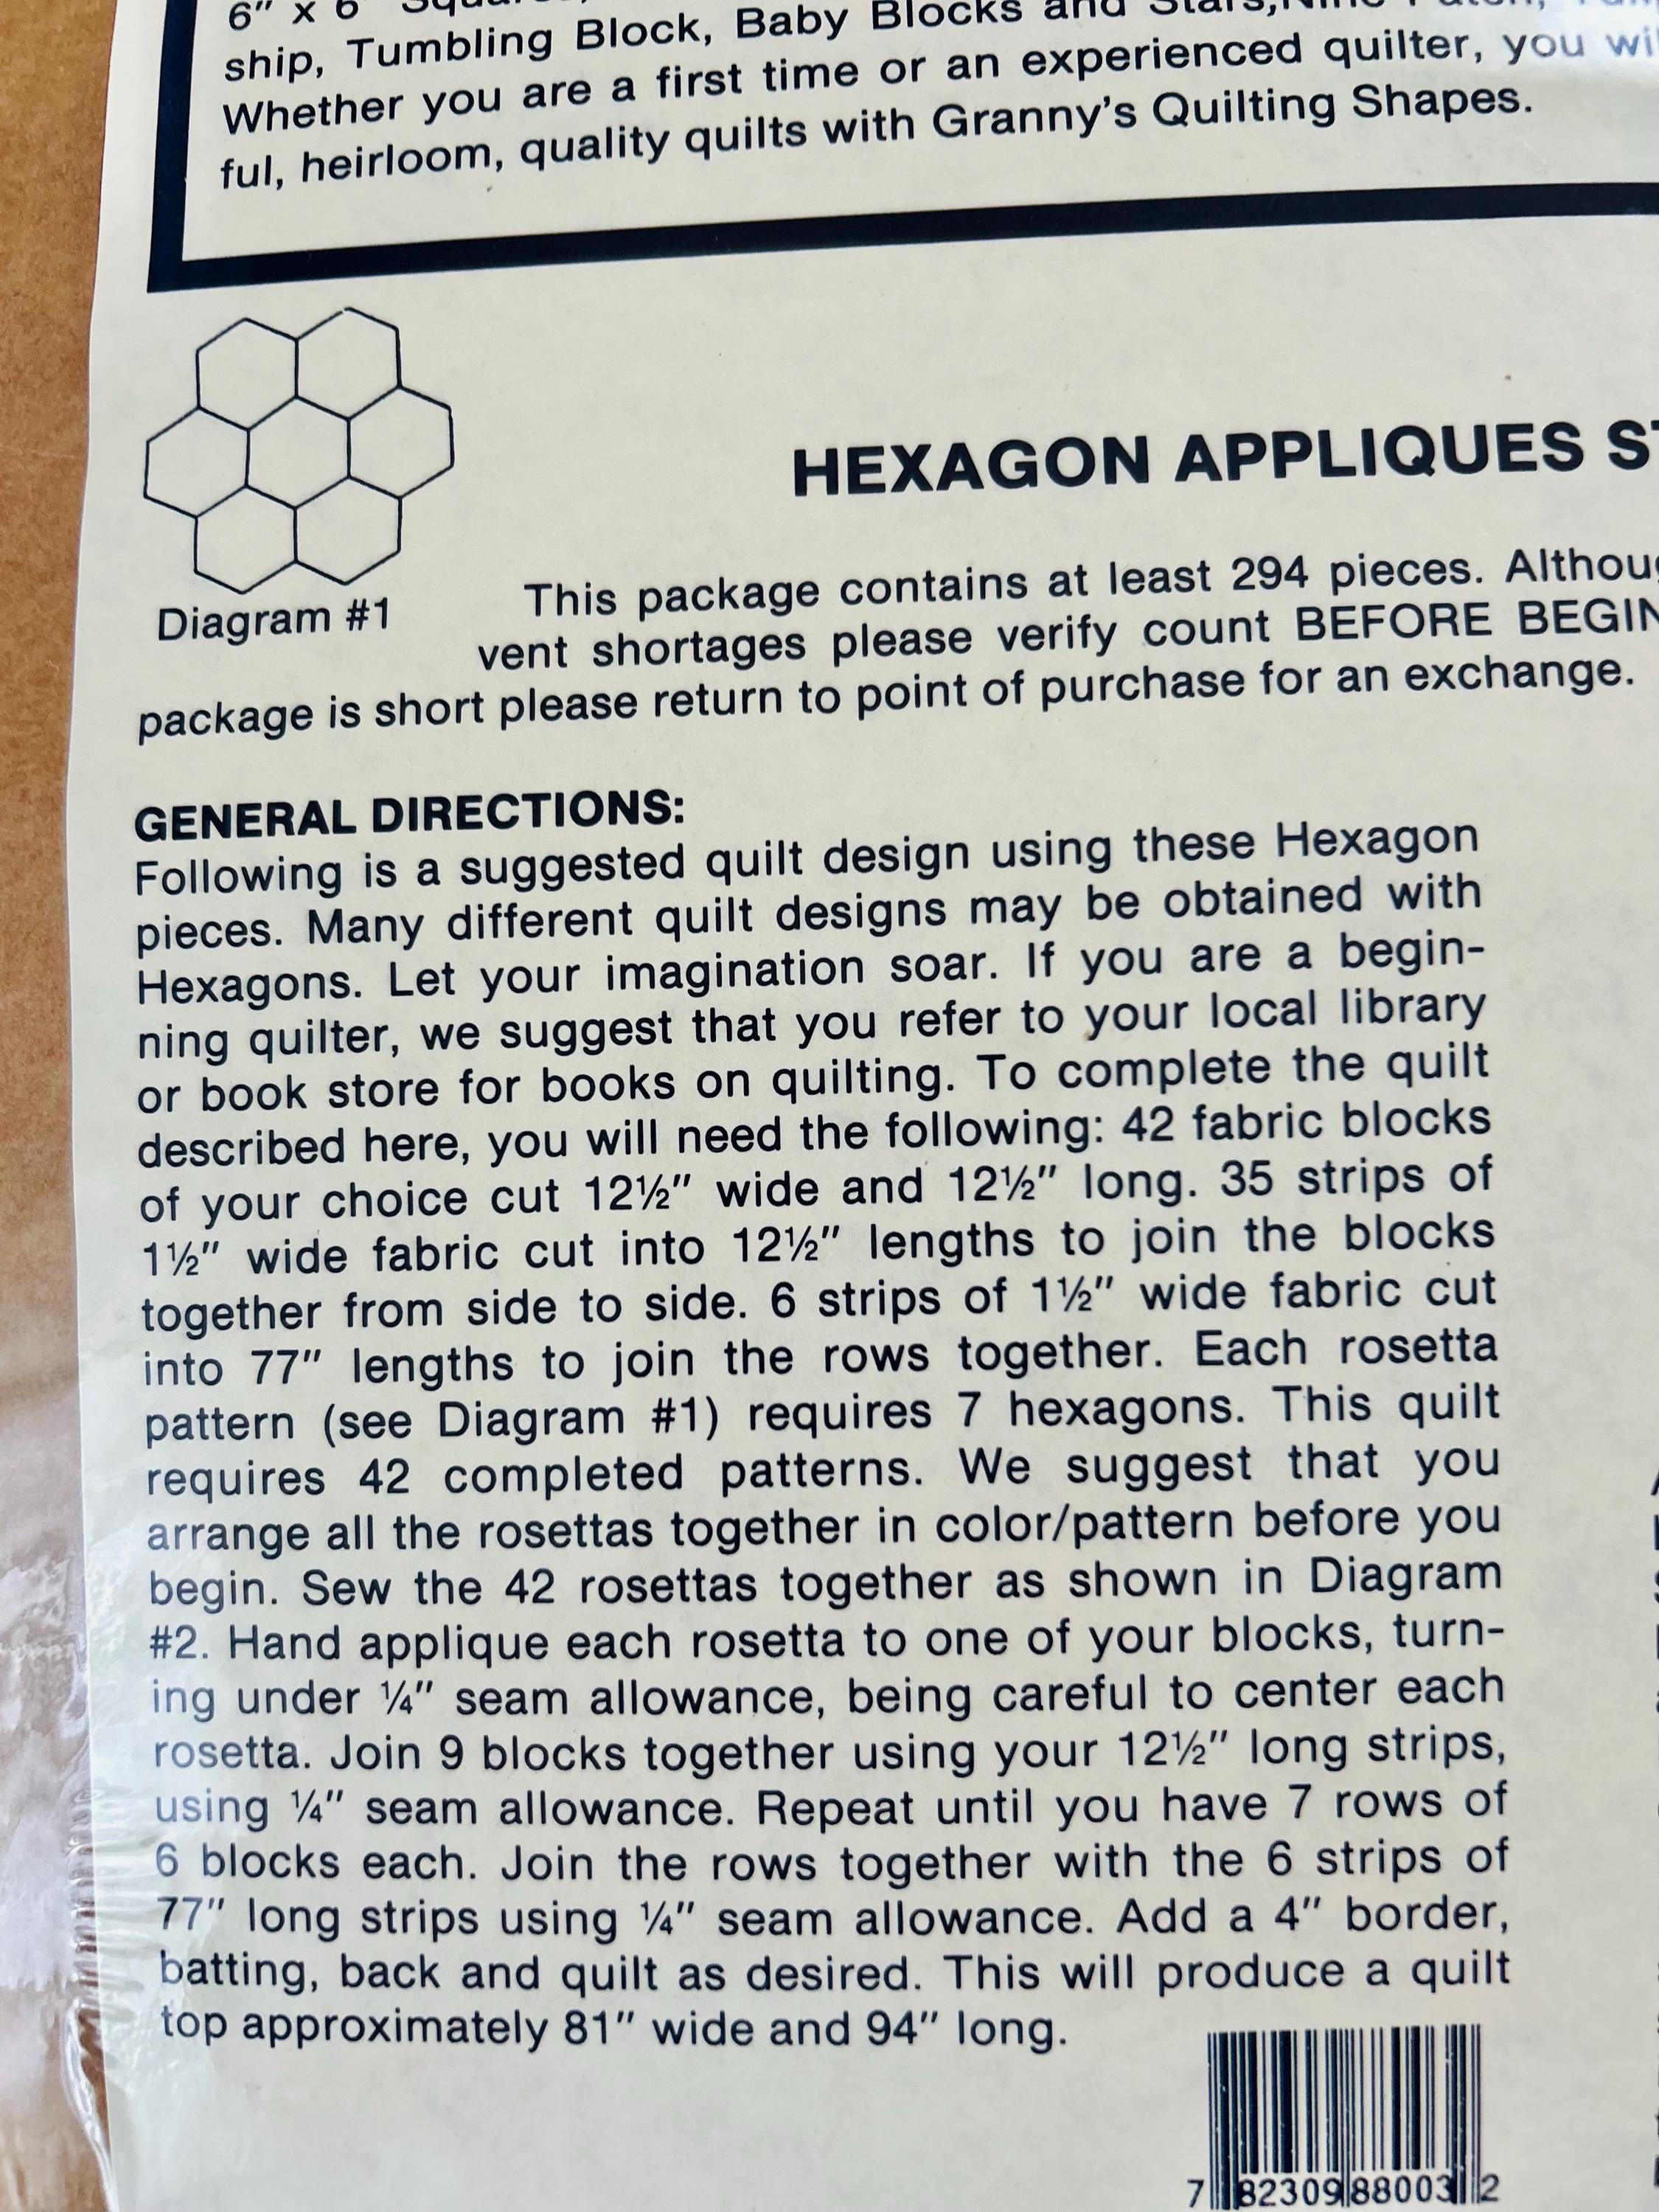 6" x 6"
ship, Tumbling Block, Baby Blocks and Stars,
Whether you are a first time or an experienced quilter, you
ful, heirloom, quality quilts with Granny's Quilting Shapes.
Diagram #1
HEXAGON APPLIQUES
This package contains at least 294 pieces.
vent shortages please verify count BEFORE
package is short please return to point of purchase for an exchange.
GENERAL DIRECTIONS:
Following is a suggested quilt design using these Hexagon
pieces. Many different quilt designs may be obtained with
Hexagons. Let your imagination soar. If you are a begin-
ning quilter, we suggest that you refer to your local library
or book store for books on quilting. To complete the quilt
described here, you will need the following: 42 fabric blocks
of your choice cut 12½" wide and 12½" long. 35 strips of
1½" wide fabric cut into 12½" lengths to join the blocks
together from side to side. 6 strips of 1½" wide fabric cut
into 77" lengths to join the rows together. Each rosetta
pattern (see Diagram #1) requires 7 hexagons. This quilt
requires 42 completed patterns. We suggest that you
arrange all the rosettas together in color/pattern before you
begin. Sew the 42 rosettas together as shown in Diagram
#2. Hand applique each rosetta to one of your blocks, turn-
ing under ¼" seam allowance, being careful to center each
rosetta. Join 9 blocks together using your 12½" long strips,
using ¼" seam allowance. Repeat until you have 7 rows of
6 blocks each. Join the rows together with the 6 strips of
77" long strips using ¼" seam allowance. Add a 4" border,
batting, back and quilt as desired. This will produce a quilt
top approximately 81" wide and 94" long.
7 82309 88003 2